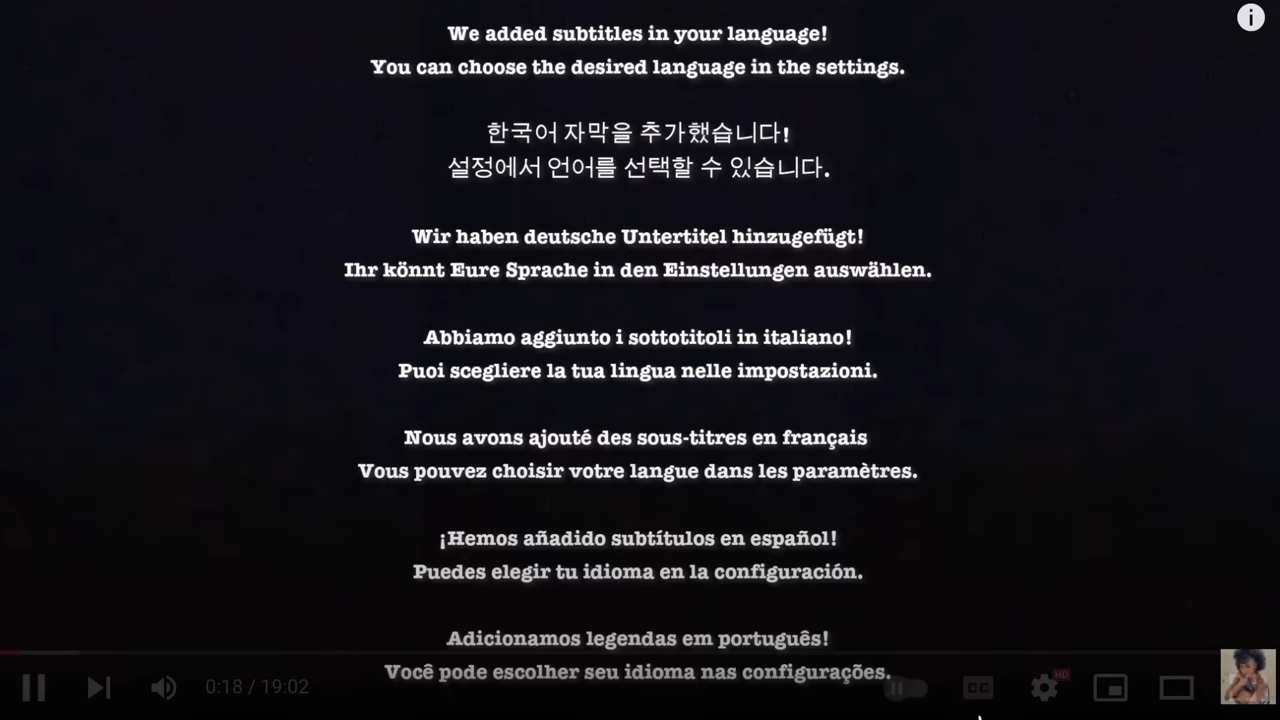 We added subtitles in your language!
You can choose the desired language in the settings.
한국어 자막을 추가했습니다!
설정에서 언어를 선택할 수 있습니다.
Wir haben deutsche Untertitel hinzugefügt!
Ihr könnt Eure Sprache in den Einstellungen auswählen.
Abbiamo aggiunto i sottotitoli in italiano!
Puoi scegliere la tua lingua nelle impostazioni.
Nous avons ajouté des sous-titres en français
Vous pouvez choisir votre langue dans les paramètres.
¡Hemos añadido subtítulos en español!
Puedes elegir tu idioma en la configuración.
Adicionamos legendas em português!
Você pode escolher seu idioma nas configurações.
0:18 / 19:02
CC
HD